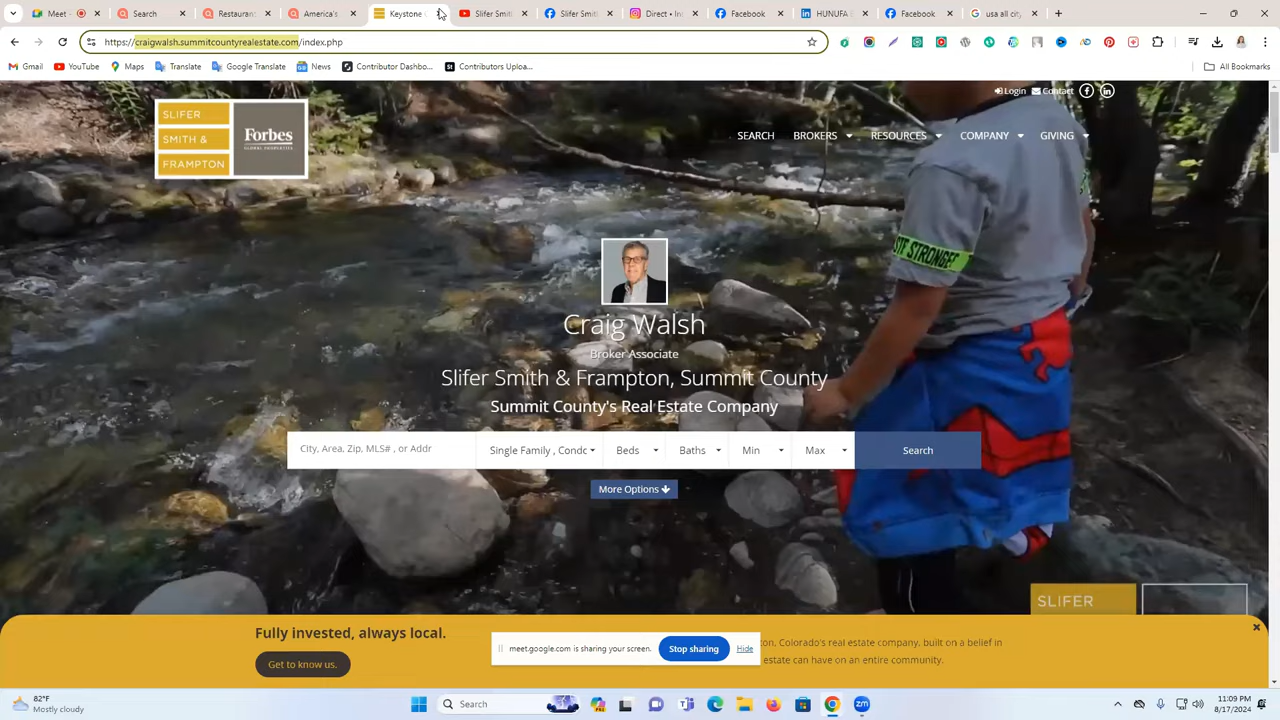 Meet -
Search
Restauran
America's
Keystone
Slifer Smit
Slifer Smit
Direct • In
Facebook
LinkedIn
HUNUFA
Facebook
usa all city
https://craigwalsh.summitcountyrealestate.com/index.php
Gmail
YouTube
Maps
Translate
Google Translate
News
Contributor Dashbo...
Contributors Uploa...
All Bookmarks
Login
Contact
SLIFER
SMITH &
FRAMPTON
Forbes
GLOBAL PROPERTIES
SEARCH
BROKERS
RESOURCES
COMPANY
GIVING
STE STRONGER
Craig Walsh
Broker Associate
Slifer Smith & Frampton, Summit County
Summit County's Real Estate Company
City, Area, Zip, MLS# , or Addr
Single Family , Condc
Beds
Baths
Min
Max
Search
More Options
SLIFER
Fully invested, always local.
Get to know us.
meet.google.com is sharing your screen.
Stop sharing
Hide
ton, Colorado's real estate company, built on a belief in
estate can have on an entire community.
82°F
Mostly cloudy
Search
11:09 PM
8/17/2024